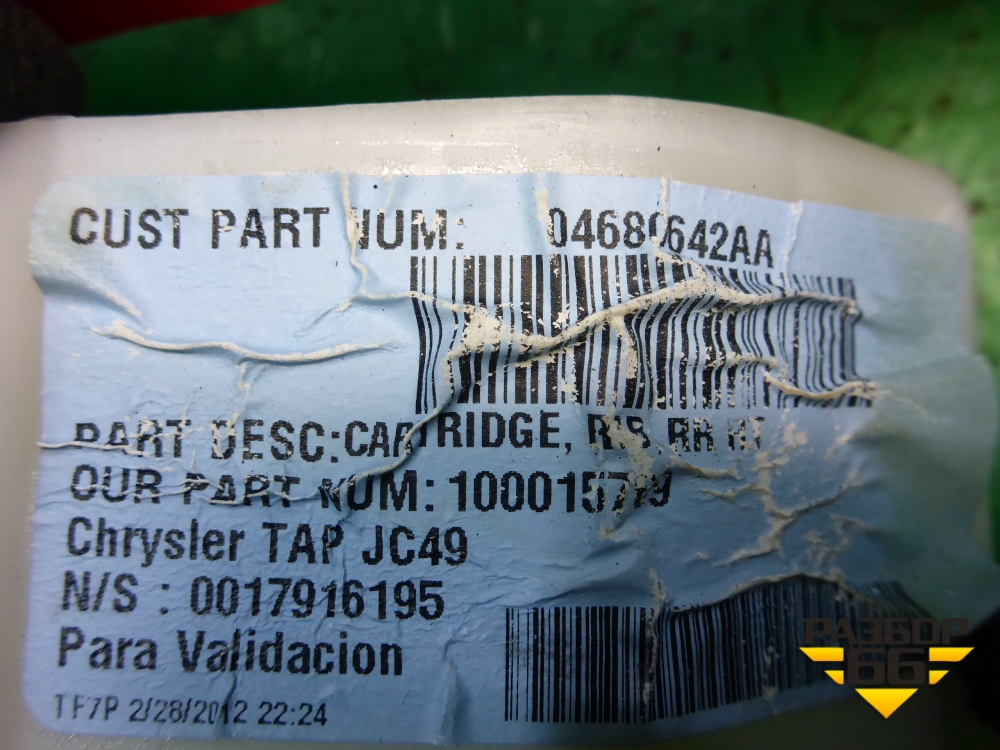 CUST PART NUM: 04680642AA
PART DESC: CARTRIDGE, RR HT
OUR PART NUM:
Chrysler TAP JC49
N/S : 0017916195
Para Validacion
TF7P 2/28/2012 22:24
РАЗБОР
66